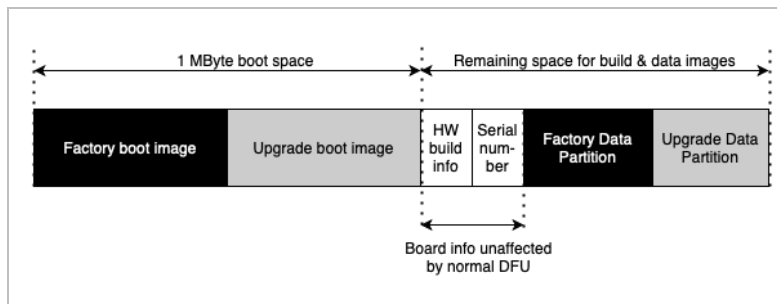 1 MByte boot space
Remaining space for build & data images
Factory boot image
Upgrade boot image
HW
build
info
Serial
num-
ber
Factory Data
Partition
Upgrade Data
Partition
Board info unaffected
by normal DFU